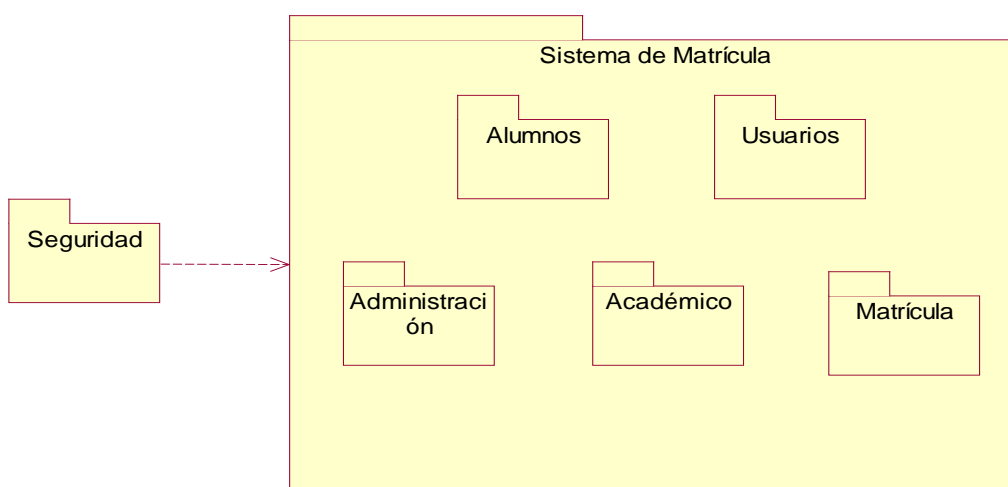 Sistema de Matrícula
Alumnos
Usuarios
Seguridad
Administraci
ón
Académico
Matrícula